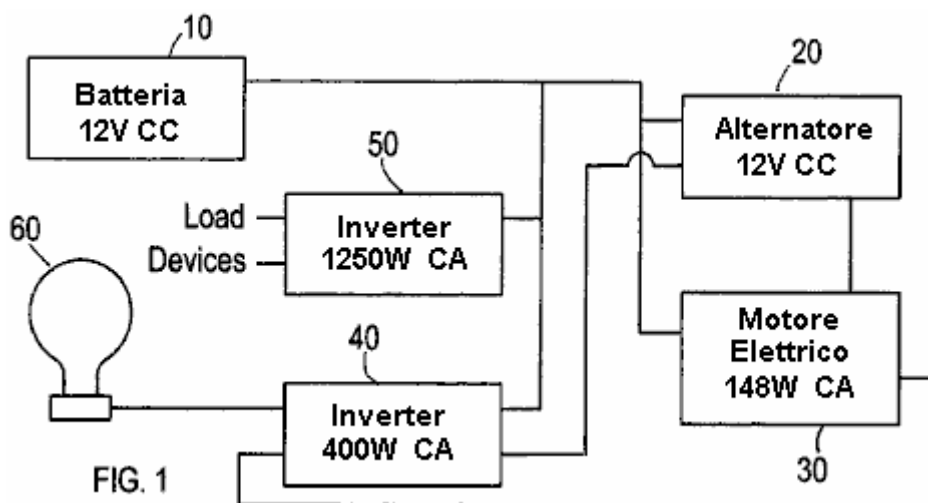 10
Batteria
12V CC
20
Alternatore
12V CC
50
Load
Devices
Inverter
1250W CA
60
Motore
Elettrico
148W CA
30
40
Inverter
400W CA
FIG. 1